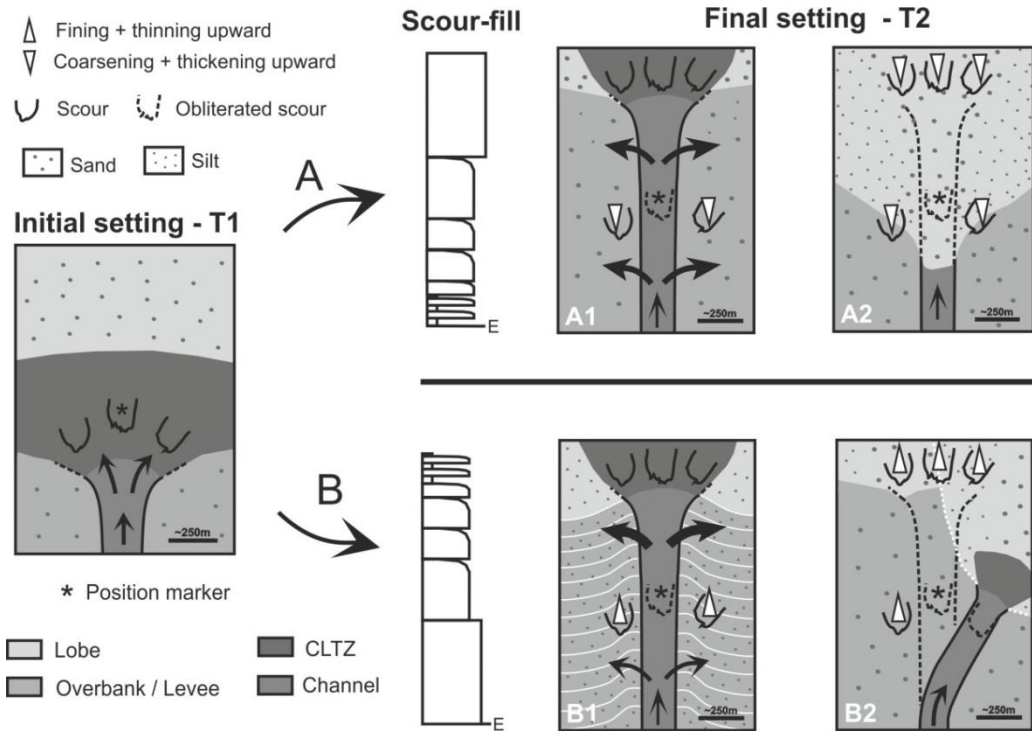 Scour-fill
Final setting - T2
Fining + thinning upward
Coarsening + thickening upward
Scour
Obliterated scour
Sand
Silt
A
Initial setting - T1
*
~250m
* Position marker
Lobe
CLTZ
Overbank / Levee
Channel
E
*
A1
~250m
*
A2
~250m
B
E
*
B1
~250m
*
B2
~250m